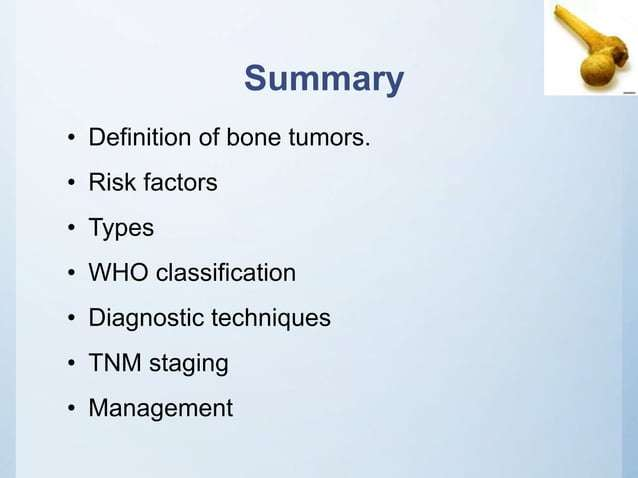 Summary
• Definition of bone tumors.
• Risk factors
• Types
• WHO classification
• Diagnostic techniques
• TNM staging
• Management